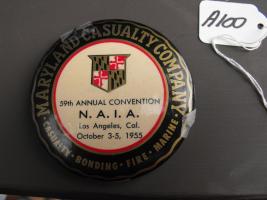 MARYLAND CASUALTY COMPANY
59th ANNUAL CONVENTION
N. A. I. A.
Los Angeles, Cal.
October 3-5, 1955
CASUALTY · BONDING · FIRE · MARINE
A100